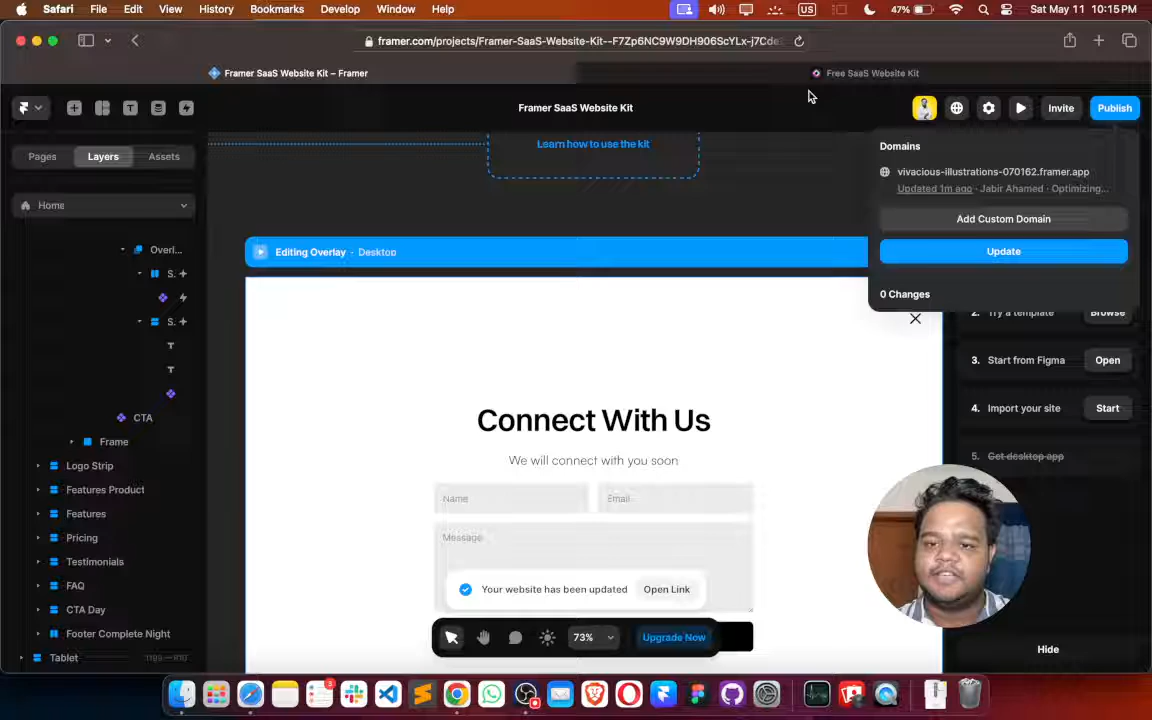 Safari File Edit View History Bookmarks Develop Window Help
US 47% Sat May 11 10:15 PM
framer.com/projects/Framer-SaaS-Website-Kit--F7Zp6NC9W9DH906ScYLx-j7Cde
Framer SaaS Website Kit – Framer
Free SaaS Website Kit
Framer SaaS Website Kit
Invite
Publish
Pages Layers Assets
Learn how to use the kit
Domains
vivacious-illustrations-070162.framer.app
Updated 1m ago · Jabir Ahamed · Optimizing...
Home
Add Custom Domain
Overl...
Editing Overlay · Desktop
Update
S.
0 Changes
2. Try a template Browse
S.
3. Start from Figma Open
4. Import your site Start
CTA
Connect With Us
Frame
5. Get desktop app
We will connect with you soon
Logo Strip
Features Product
Name Email
Features
Pricing
Message
Testimonials
FAQ
Your website has been updated Open Link
CTA Day
Footer Complete Night
73% Upgrade Now
Hide
Tablet
3